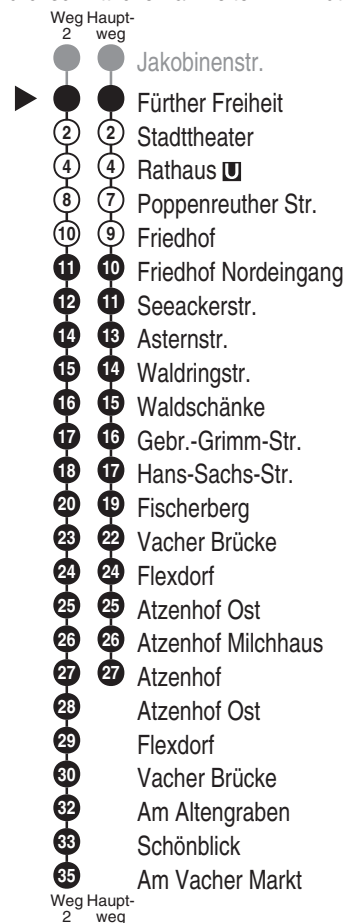 Weg Haupt-
2 weg
Jakobinenstr.
Fürther Freiheit
2 2 Stadttheater
4 4 Rathaus U
8 7 Poppenreuther Str.
10 9 Friedhof
11 10 Friedhof Nordeingang
12 11 Seeackerstr.
14 13 Asternstr.
15 14 Waldringstr.
16 15 Waldschänke
17 16 Gebr.-Grimm-Str.
18 17 Hans-Sachs-Str.
20 19 Fischerberg
23 22 Vacher Brücke
24 24 Flexdorf
25 25 Atzenhof Ost
26 26 Atzenhof Milchhaus
27 27 Atzenhof
28 Atzenhof Ost
29 Flexdorf
30 Vacher Brücke
32 Am Altengraben
33 Schönblick
35 Am Vacher Markt
Weg Haupt-
2 weg